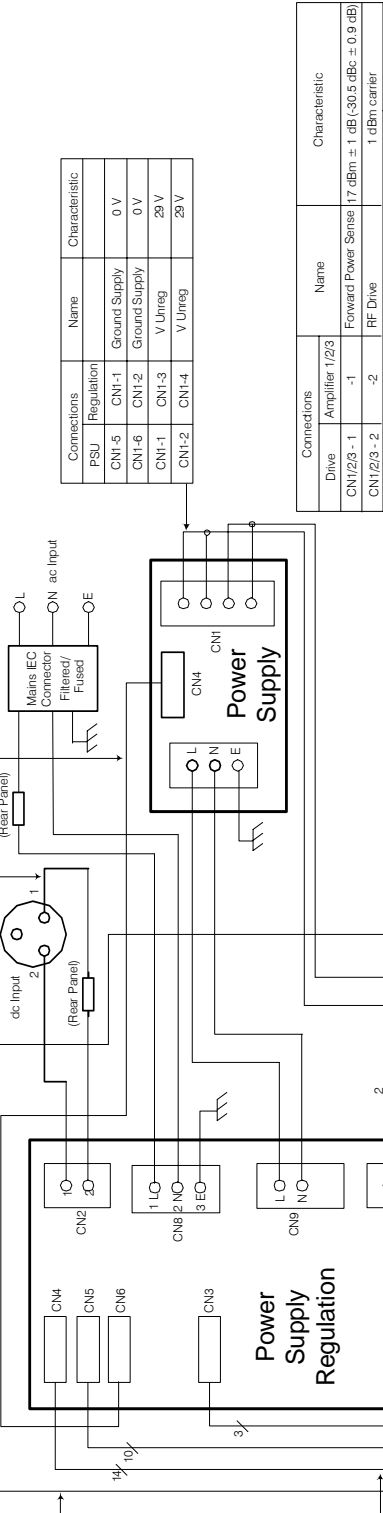 Connections Name Characteristic
PSU Regulation
CN1-5 CN1-1 Ground Supply 0 V
CN1-6 CN1-2 Ground Supply 0 V
CN1-1 CN1-3 V Unreg 29 V
CN1-2 CN1-4 V Unreg 29 V
Connections Name Characteristic
Drive Amplifier 1/2/3
CN1/2/3 - 1 -1 Forward Power Sense 17 dBm ± 1 dB (-30.5 dBc ± 0.9 dB)
CN1/2/3 - 2 -2 RF Drive 1 dBm carrier
L
N ac Input
E
Mains IEC
Connector
Filtered/
Fused
(Rear Panel)
dc Input
1
2
(Rear Panel)
CN4
CN1
Power
Supply
L
N
E
CN2
1
2
CN8
1 L
2 N
3 E
CN9
L
N
2
CN4
CN5
CN6
CN3
Power
Supply
Regulation
3
10
14